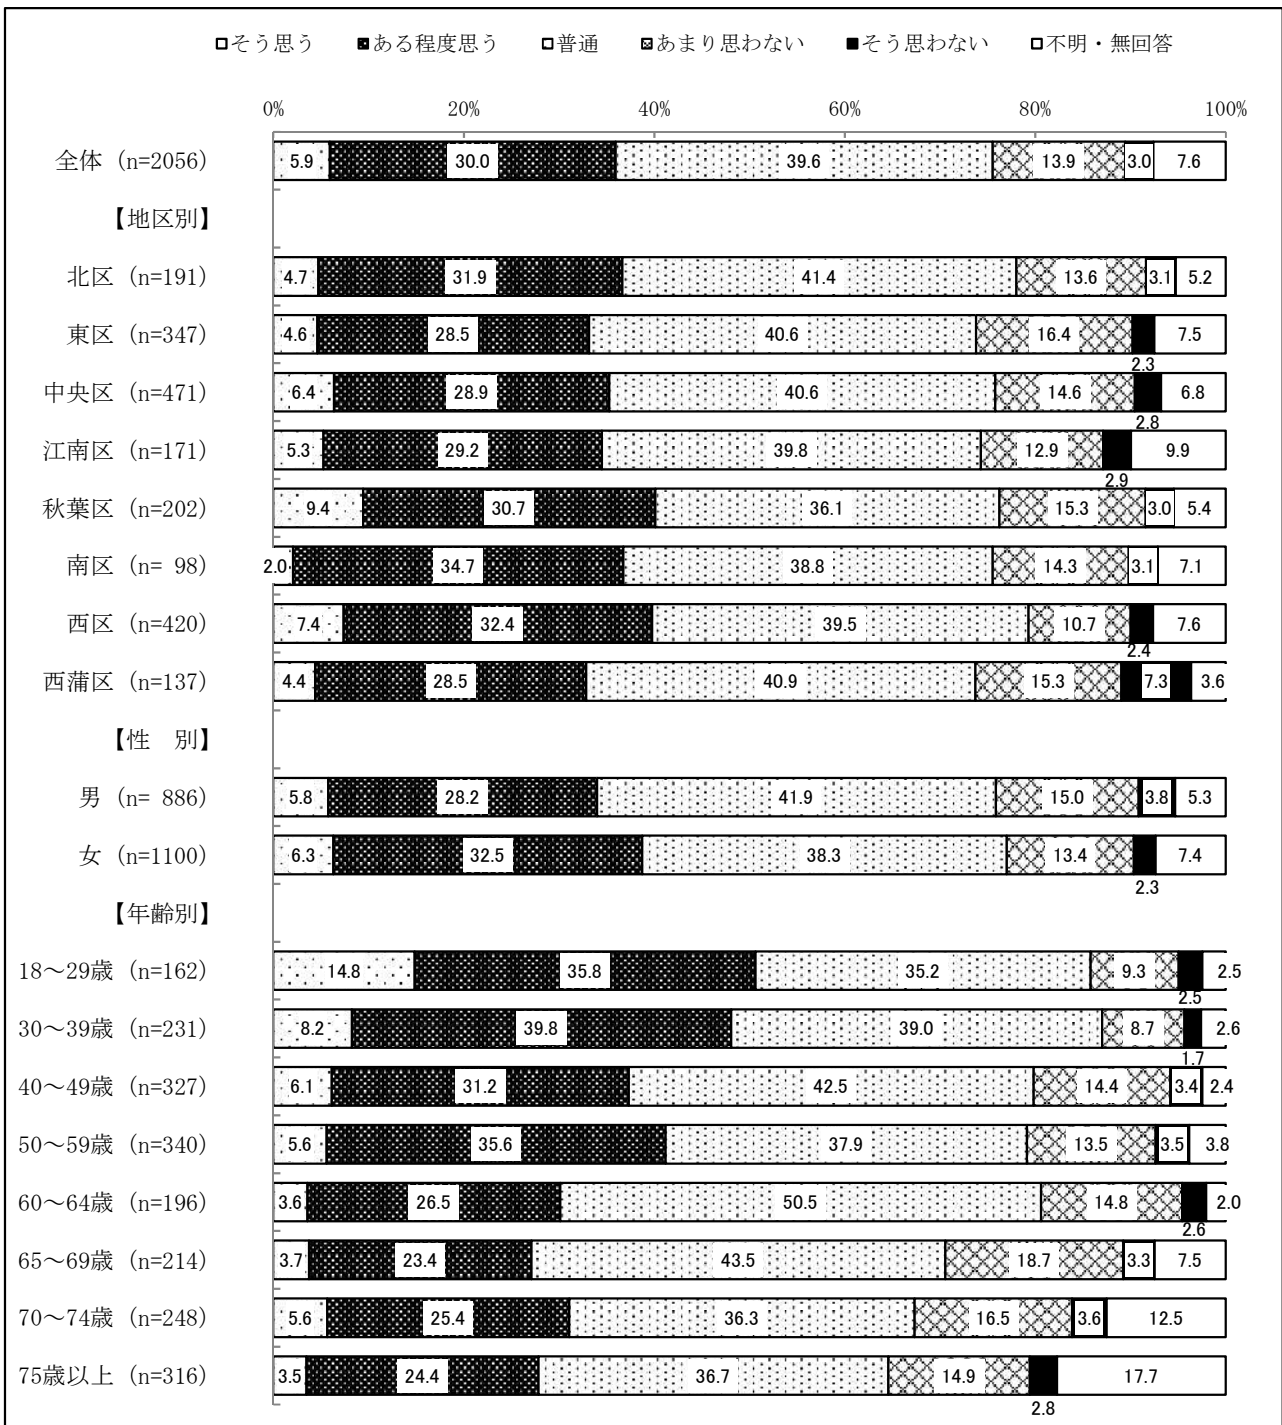 □そう思う ■ある程度思う □普通 ☒あまり思わない ■そう思わない □不明・無回答
0% 20% 40% 60% 80% 100%
全体 (n=2056) 5.9 30.0 39.6 13.9 3.0 7.6
【地区別】
北区 (n=191) 4.7 31.9 41.4 13.6 3.1 5.2
東区 (n=347) 4.6 28.5 40.6 16.4 2.3 7.5
中央区 (n=471) 6.4 28.9 40.6 14.6 2.8 6.8
江南区 (n=171) 5.3 29.2 39.8 12.9 2.9 9.9
秋葉区 (n=202) 9.4 30.7 36.1 15.3 3.0 5.4
南区 (n= 98) 2.0 34.7 38.8 14.3 3.1 7.1
西区 (n=420) 7.4 32.4 39.5 10.7 2.4 7.6
西蒲区 (n=137) 4.4 28.5 40.9 15.3 7.3 3.6
【性 別】
男 (n= 886) 5.8 28.2 41.9 15.0 3.8 5.3
女 (n=1100) 6.3 32.5 38.3 13.4 2.3 7.4
【年齢別】
18～29歳 (n=162) 14.8 35.8 35.2 9.3 2.5 2.5
30～39歳 (n=231) 8.2 39.8 39.0 8.7 1.7 2.6
40～49歳 (n=327) 6.1 31.2 42.5 14.4 3.4 2.4
50～59歳 (n=340) 5.6 35.6 37.9 13.5 3.5 3.8
60～64歳 (n=196) 3.6 26.5 50.5 14.8 2.6 2.0
65～69歳 (n=214) 3.7 23.4 43.5 18.7 3.3 7.5
70～74歳 (n=248) 5.6 25.4 36.3 16.5 3.6 12.5
75歳以上 (n=316) 3.5 24.4 36.7 14.9 2.8 17.7